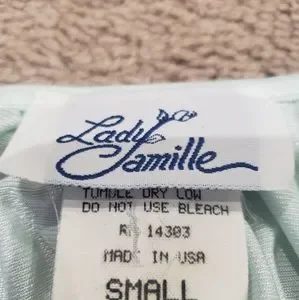 Lady
Camille
TUMBLE DRY LOW
DO NOT USE BLEACH
RN 14303
MADE IN USA
SMALL